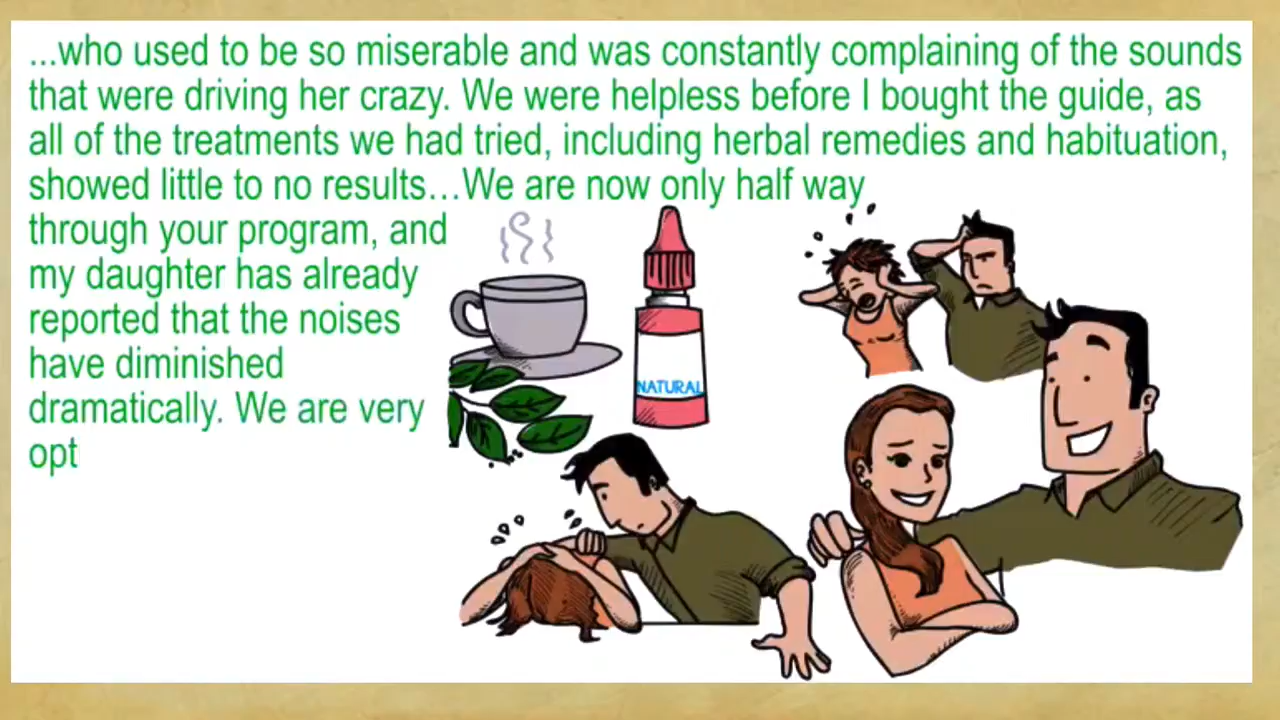 ...who used to be so miserable and was constantly complaining of the sounds
that were driving her crazy. We were helpless before I bought the guide, as
all of the treatments we had tried, including herbal remedies and habituation,
showed little to no results...We are now only half way
through your program, and
my daughter has already
reported that the noises
have diminished
dramatically. We are very
opt
NATURAL